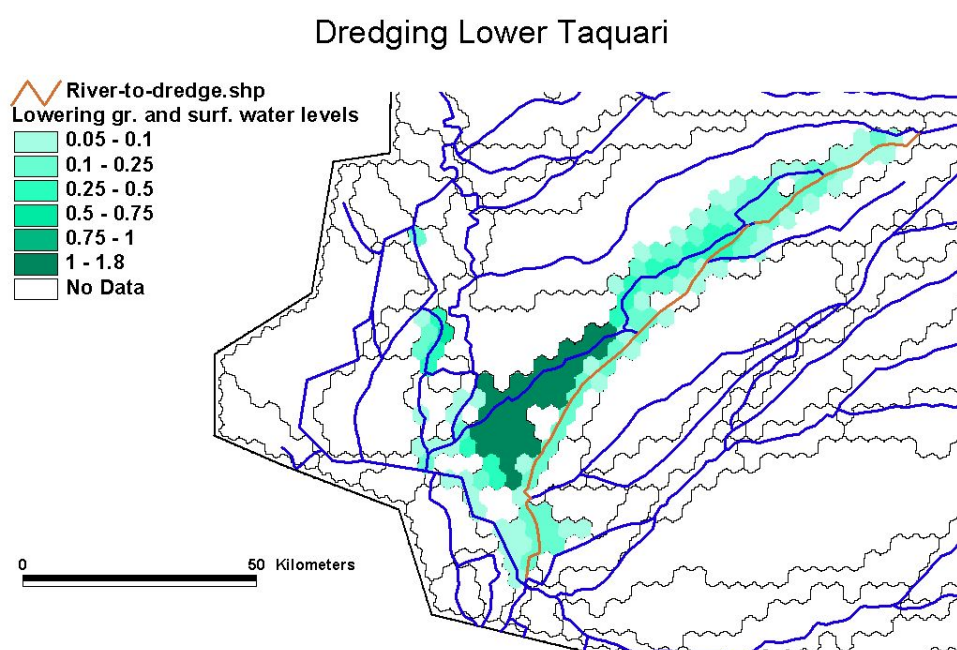 Dredging Lower Taquari
River-to-dredge.shp
Lowering gr. and surf. water levels
0.05 - 0.1
0.1 - 0.25
0.25 - 0.5
0.5 - 0.75
0.75 - 1
1 - 1.8
No Data
0 50 Kilometers